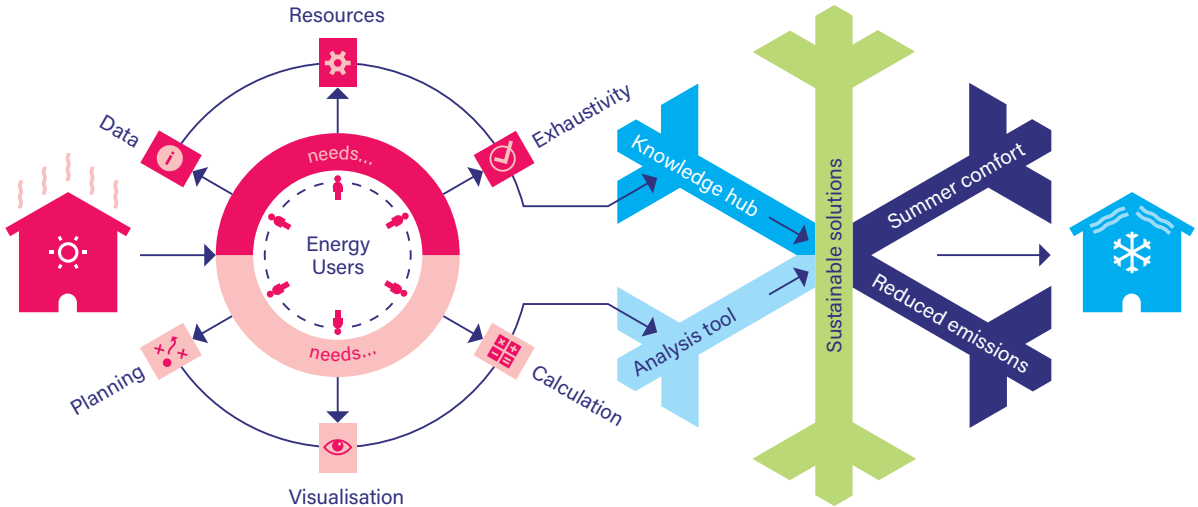 Resources
Data
Exhaustivity
needs...
Energy
Users
needs...
Planning
Calculation
Visualisation
Knowledge hub
Analysis tool
Sustainable solutions
Summer comfort
Reduced emissions